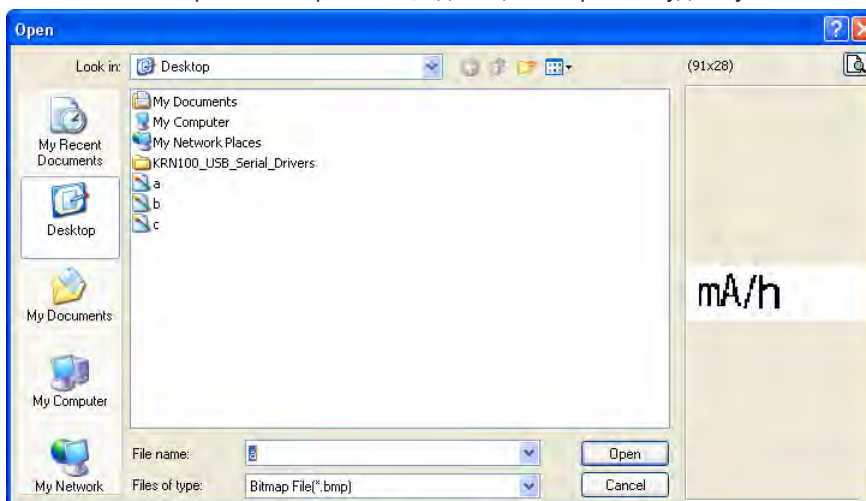 Open
Look in:
Desktop
(91x28)
My Recent
Documents
Desktop
My Documents
My Computer
My Network
My Documents
My Computer
My Network Places
KRN100_USB_Serial_Drivers
a
b
c
mA/h
File name:
a
Open
Files of type:
Bitmap File(*.bmp)
Cancel